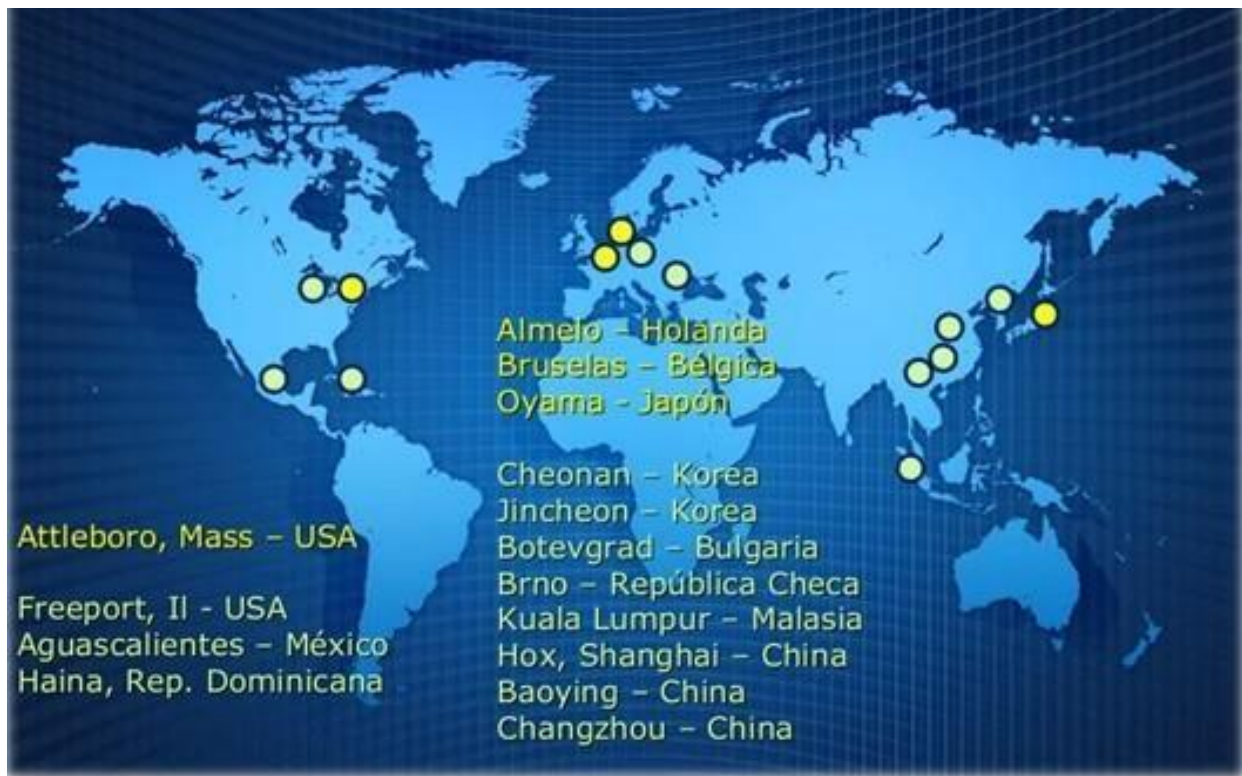 Almelo – Holanda
Bruselas – Bélgica
Oyama - Japón
Cheonan – Korea
Jincheon – Korea
Botevgrad – Bulgaria
Brno – República Checa
Kuala Lumpur – Malasia
Hox, Shanghai – China
Baoying – China
Changzhou – China
Attleboro, Mass – USA
Freeport, Il - USA
Aguascalientes – México
Haina, Rep. Dominicana